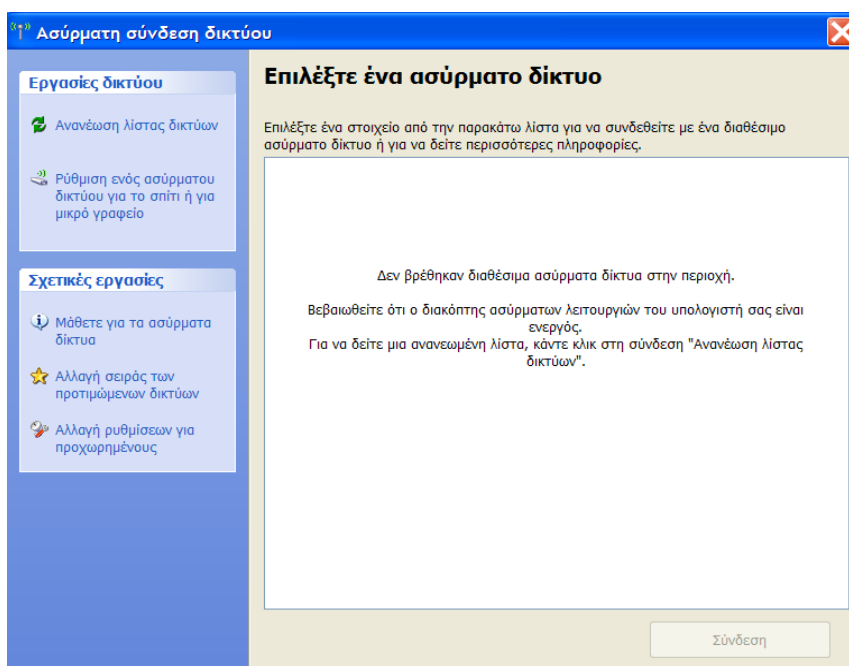 Ασύρματη σύνδεση δικτύου
Εργασίες δικτύου
Ανανέωση λίστας δικτύων
Ρύθμιση ενός ασύρματου
δικτύου για το σπίτι ή για
μικρό γραφείο
Σχετικές εργασίες
Μάθετε για τα ασύρματα
δίκτυα
Αλλαγή σειράς των
προτιμώμενων δικτύων
Αλλαγή ρυθμίσεων για
προχωρημένους
Επιλέξτε ένα ασύρματο δίκτυο
Επιλέξτε ένα στοιχείο από την παρακάτω λίστα για να συνδεθείτε με ένα διαθέσιμο
ασύρματο δίκτυο ή για να δείτε περισσότερες πληροφορίες.
Δεν βρέθηκαν διαθέσιμα ασύρματα δίκτυα στην περιοχή.
Βεβαιωθείτε ότι ο διακόπτης ασύρματων λειτουργιών του υπολογιστή σας είναι
ενεργός.
Για να δείτε μια ανανεωμένη λίστα, κάντε κλικ στη σύνδεση "Ανανέωση λίστας
δικτύων".
Σύνδεση